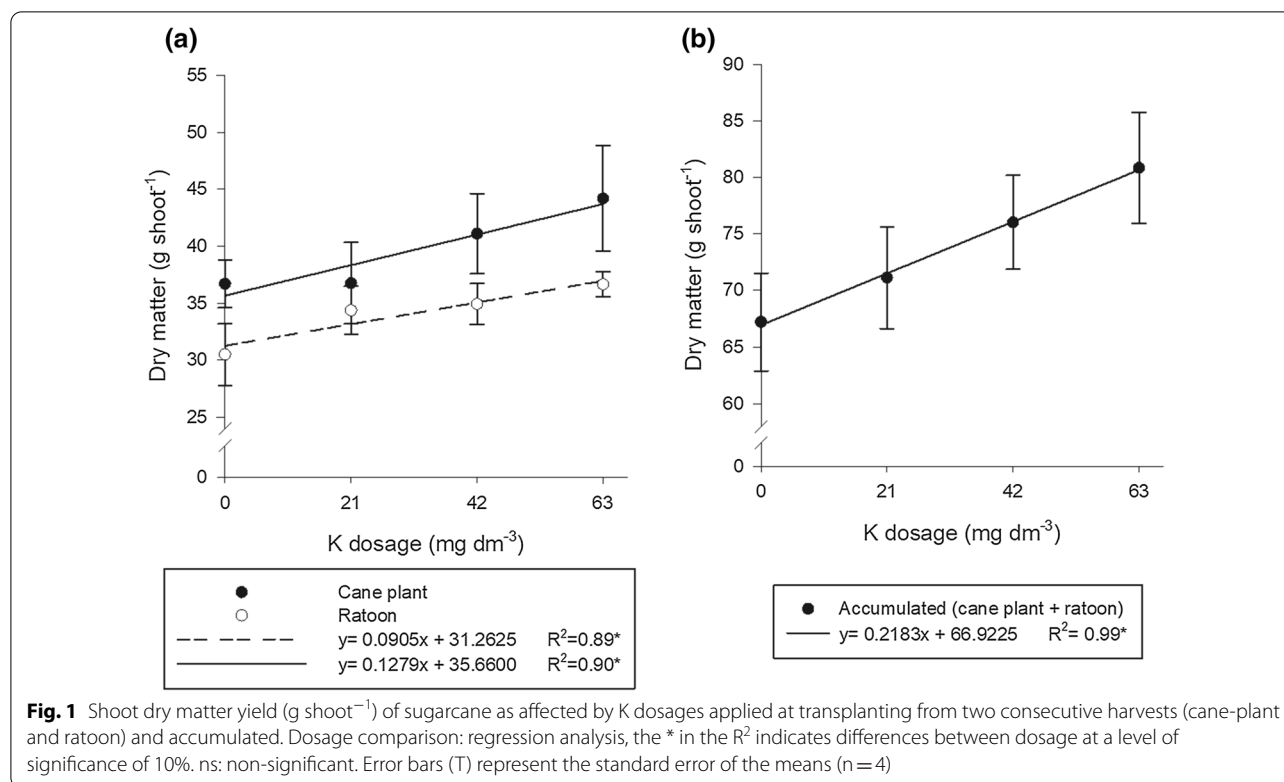 (a)
55
50
45
40
35
30
25
0
Dry matter (g shoot⁻¹)
0 21 42 63
K dosage (mg dm⁻³)
Cane plant
Ratoon
y= 0.0905x + 31.2625 R²=0.89*
y= 0.1279x + 35.6600 R²=0.90*
(b)
90
85
80
75
70
65
60
0
Dry matter (g shoot⁻¹)
0 21 42 63
K dosage (mg dm⁻³)
Accumulated (cane plant + ratoon)
y= 0.2183x + 66.9225 R²= 0.99*
Fig. 1 Shoot dry matter yield (g shoot⁻¹) of sugarcane as affected by K dosages applied at transplanting from two consecutive harvests (cane-plant
and ratoon) and accumulated. Dosage comparison: regression analysis, the * in the R² indicates differences between dosage at a level of
significance of 10%. ns: non-significant. Error bars (T) represent the standard error of the means (n = 4)